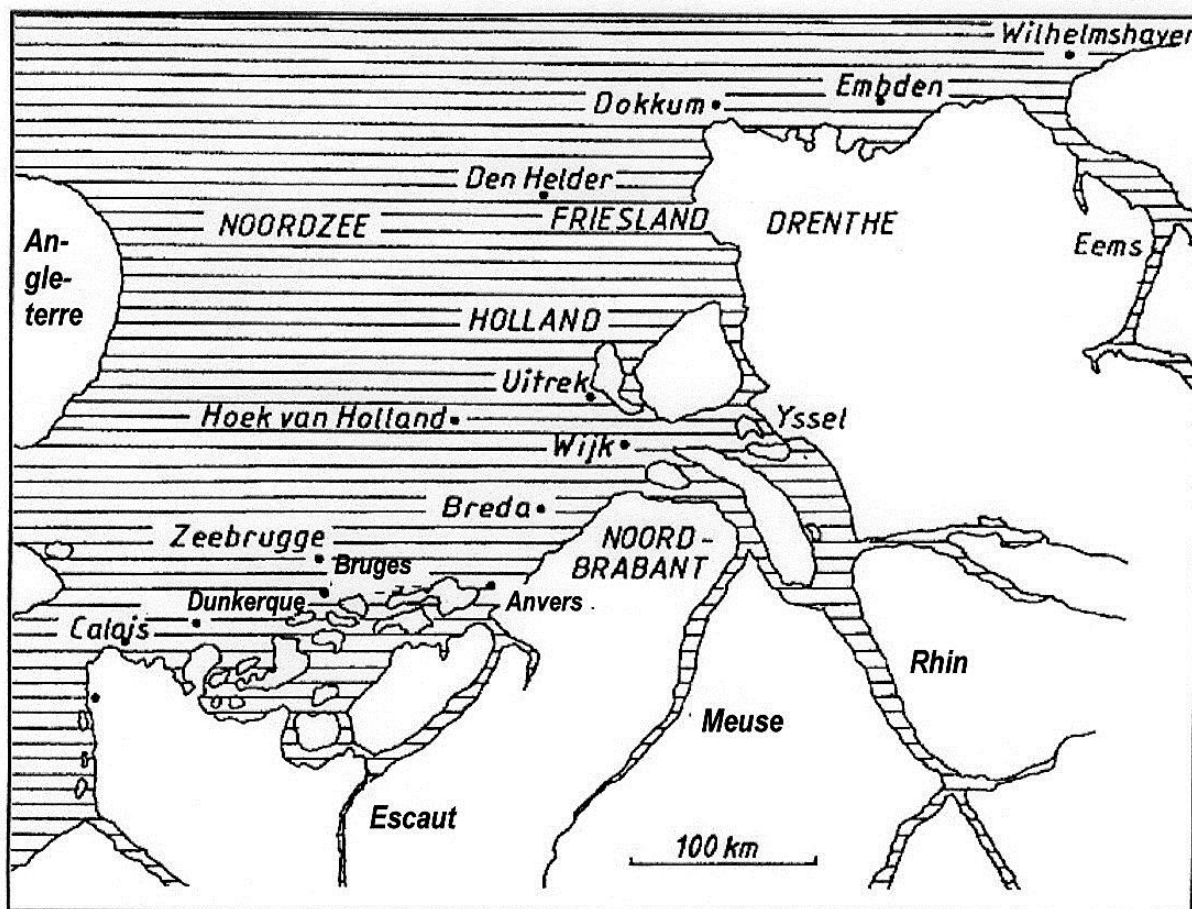 Wilhelmshaven
Embden
Dokkum
Den Helder
NOORDZEE
FRIESLAND
DRENTHE
An-
gle-
terre
Eems
HOLLAND
Uitrek
Hoek van Holland
Yssel
Wijk
Breda
Zeebrugge
NOORD-
BRABANT
Bruges
Dunkerque
Anvers
Calais
Rhin
Meuse
Escaut
100 km